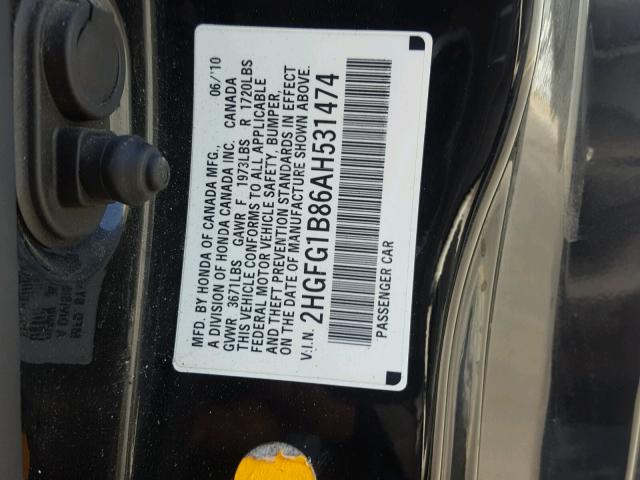 MFD. BY HONDA OF CANADA MFG., 06/'10
A DIVISION OF HONDA CANADA INC. CANADA
GVWR 3671LBS GAWR F 1973LBS R 1720LBS
THIS VEHICLE CONFORMS TO ALL APPLICABLE
FEDERAL MOTOR VEHICLE SAFETY, BUMPER,
AND THEFT PREVENTION STANDARDS IN EFFECT
ON THE DATE OF MANUFACTURE SHOWN ABOVE.
V.I.N. 2HGFG1B86AH531474
PASSENGER CAR